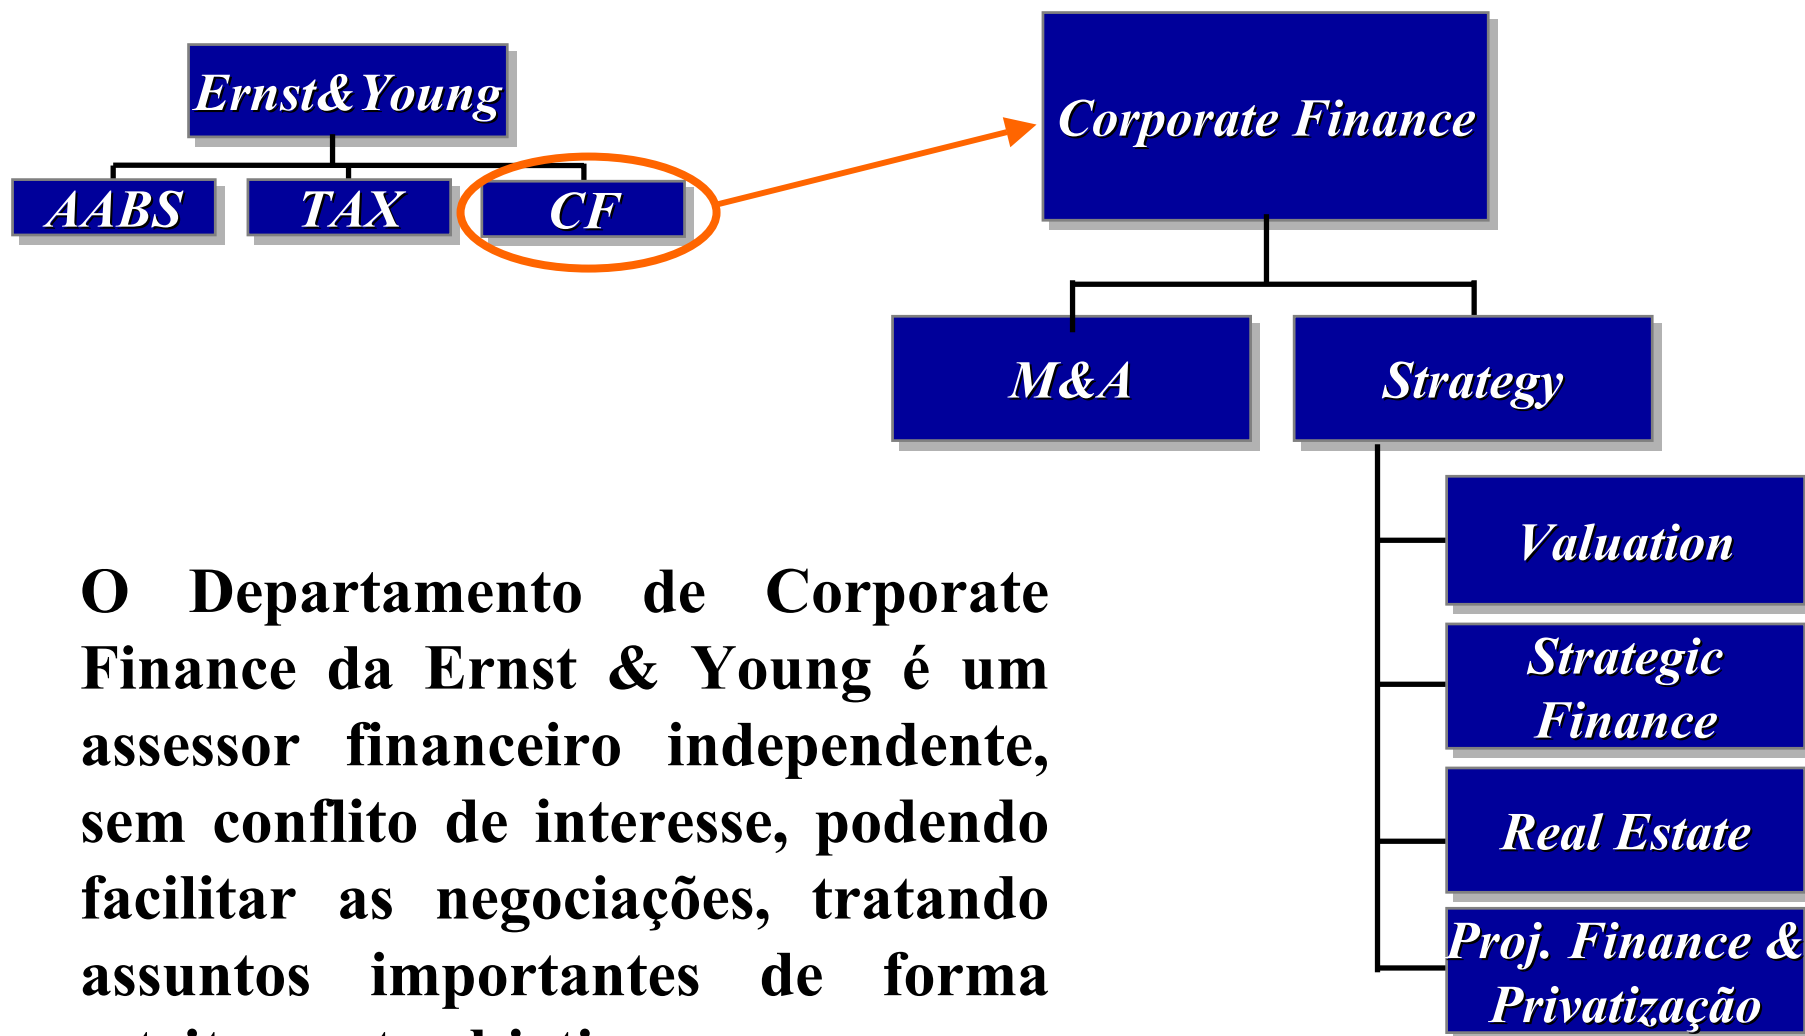 Ernst&Young
AABS
TAX
CF
Corporate Finance
M&A
Strategy
Valuation
Strategic
Finance
Real Estate
Proj. Finance &
Privatização
O Departamento de Corporate
Finance da Ernst & Young é um
assessor financeiro independente,
sem conflito de interesse, podendo
facilitar as negociações, tratando
assuntos importantes de forma